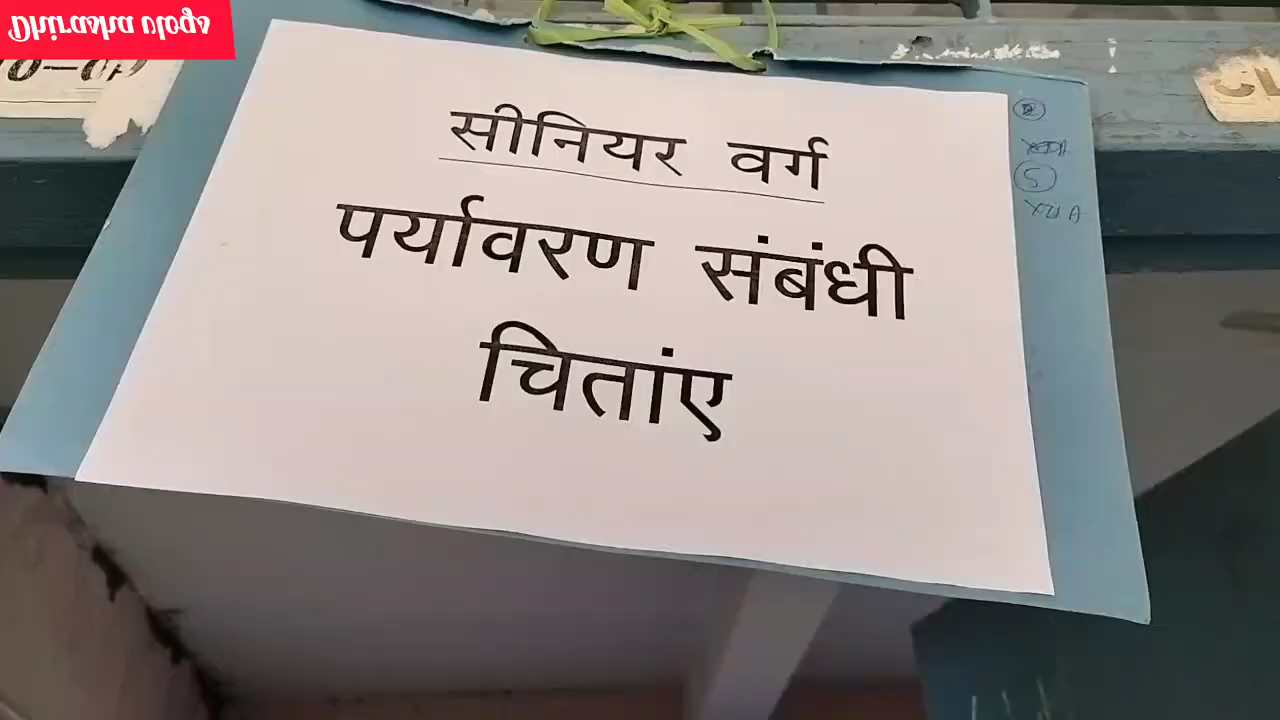 सीनियर वर्ग
पर्यावरण संबंधी
चितांए